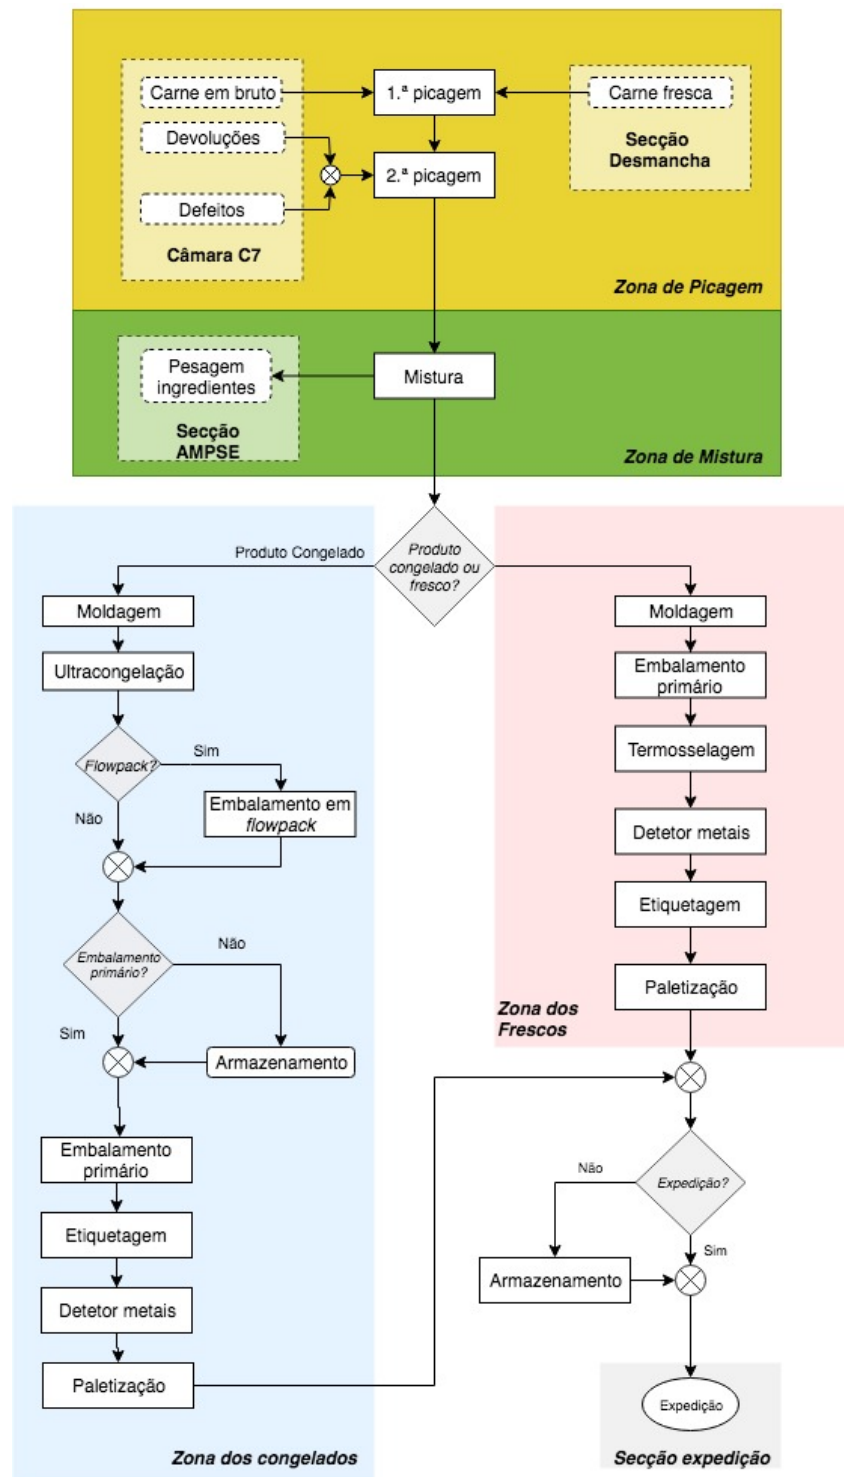 Carne em bruto
1.ª picagem
Carne fresca
Devoluções
Secção
Desmancha
2.ª picagem
Defeitos
Câmara C7
Zona de Picagem
Pesagem
ingredientes
Mistura
Secção
AMPSE
Zona de Mistura
Produto Congelado
Produto
congelado ou
fresco?
Moldagem
Ultracongelação
Flowpack?
Sim
Não
Embalamento em
flowpack
Embalamento
primário?
Não
Sim
Armazenamento
Embalamento
primário
Etiquetagem
Detetor metais
Paletização
Zona dos congelados
Moldagem
Embalamento
primário
Termosselagem
Detetor metais
Etiquetagem
Paletização
Zona dos
Frescos
Expedição?
Não
Sim
Armazenamento
Expedição
Secção expedição